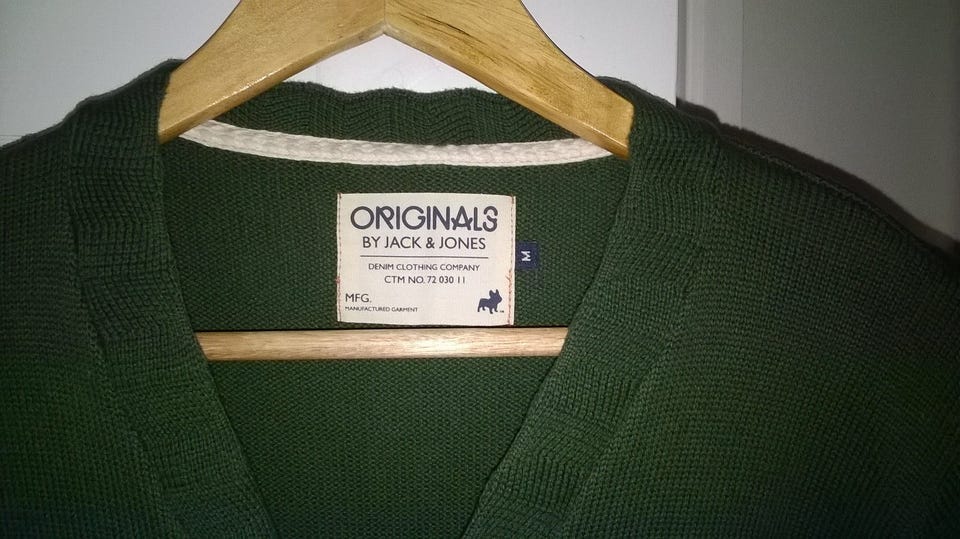 ORIGINALS
BY JACK & JONES
DENIM CLOTHING COMPANY
CTM NO. 72 030 11
MFG.
MANUFACTURED GARMENT
M